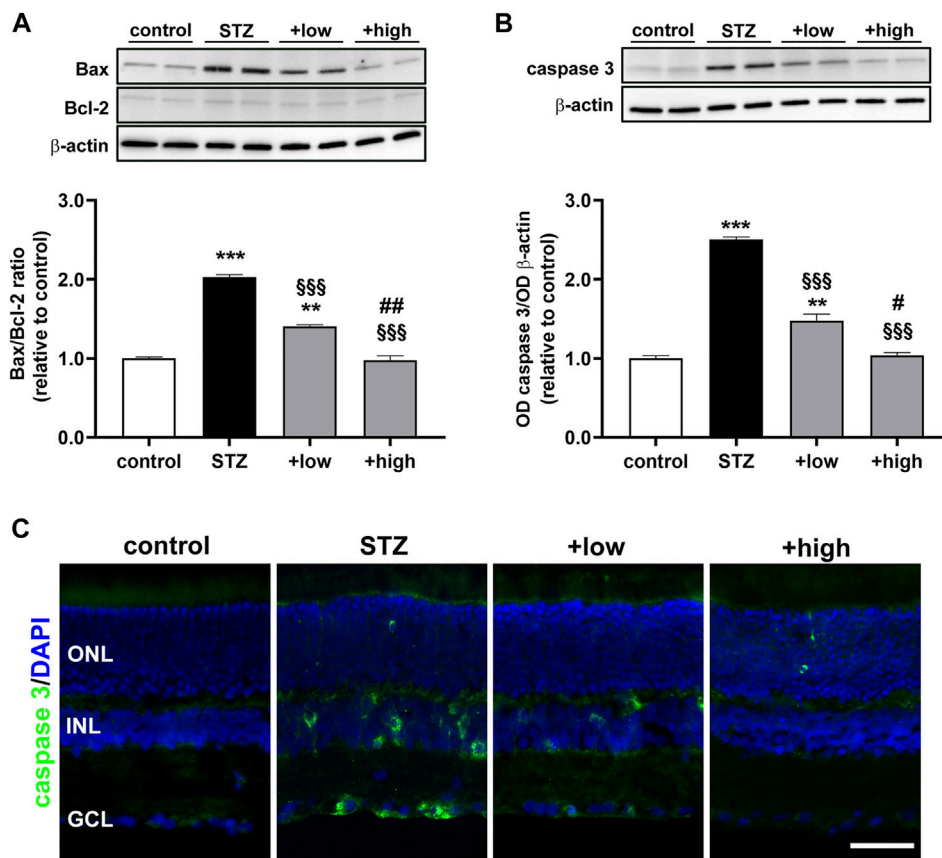 A
control STZ +low +high
Bax
Bcl-2
β-actin
Bax/Bcl-2 ratio
(relative to control)
3.0
2.0
1.0
0.0
***
§§§
**
##
§§§
control STZ +low +high
B
control STZ +low +high
caspase 3
β-actin
OD caspase 3/OD β-actin
(relative to control)
3.0
2.0
1.0
0.0
***
§§§
**
#
§§§
control STZ +low +high
C
control STZ +low +high
caspase 3/DAPI
ONL
INL
GCL